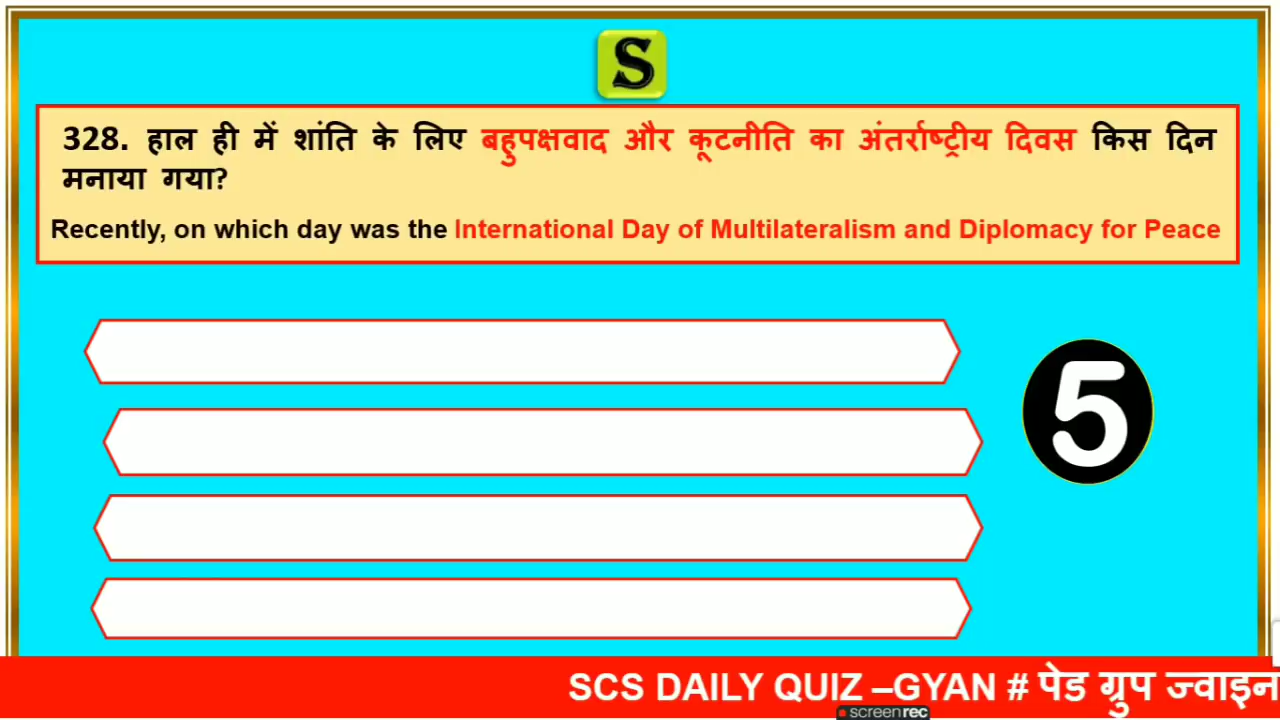 S
328. हाल ही में शांति के लिए बहुपक्षवाद और कूटनीति का अंतर्राष्ट्रीय दिवस किस दिन
मनाया गया?
Recently, on which day was the International Day of Multilateralism and Diplomacy for Peace
5
SCS DAILY QUIZ –GYAN # पेड ग्रुप ज्वाइन
screenrec